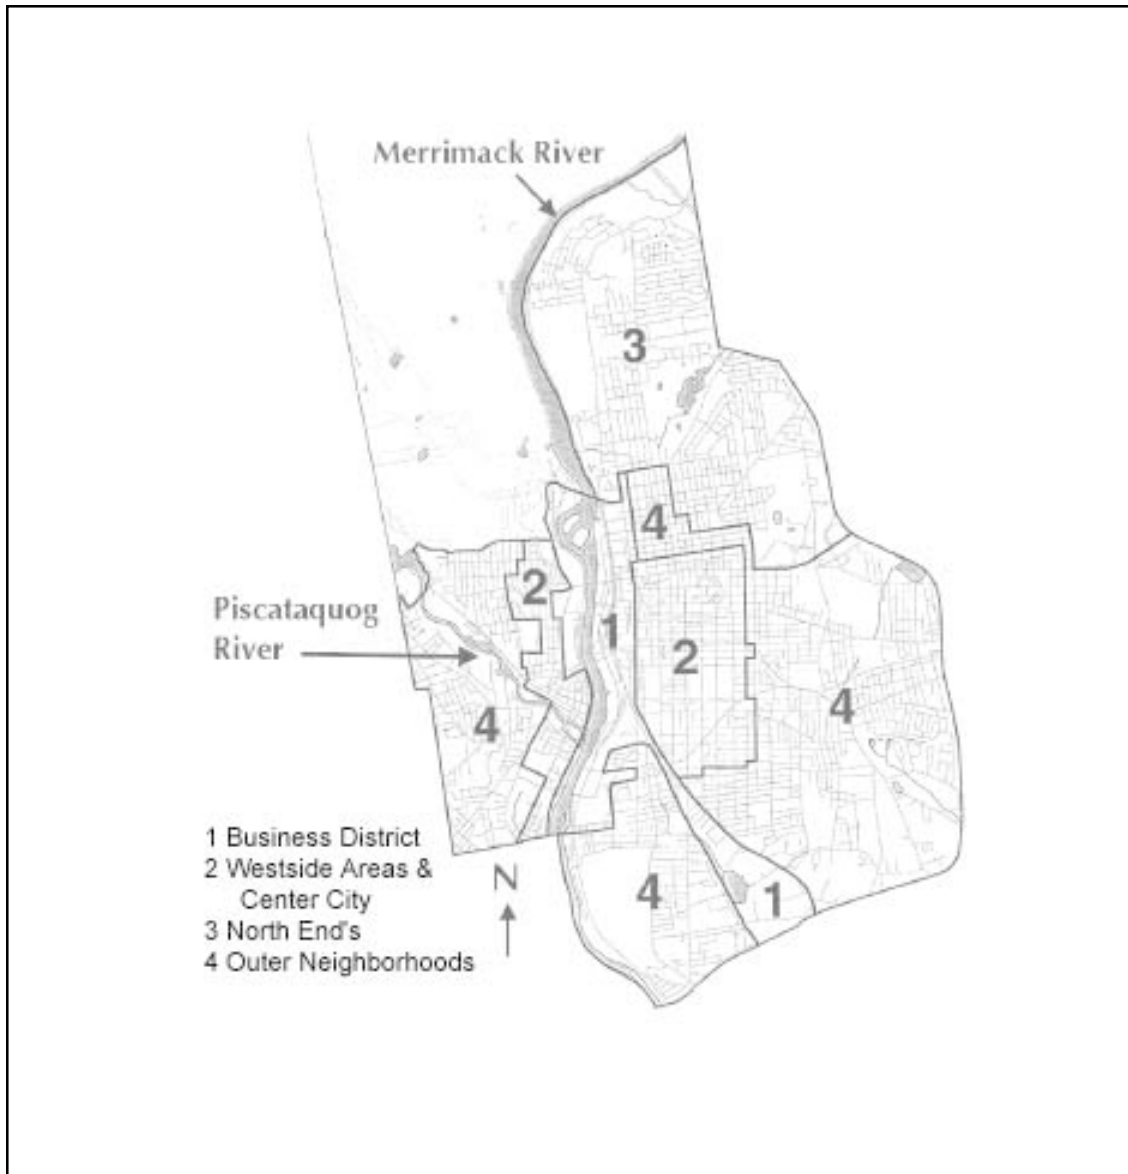 Merrimack River
3
4
2
Piscataquog
River
1
2
4
4
1 Business District
2 Westside Areas &
Center City
3 North End's
4 Outer Neighborhoods
N
4
1